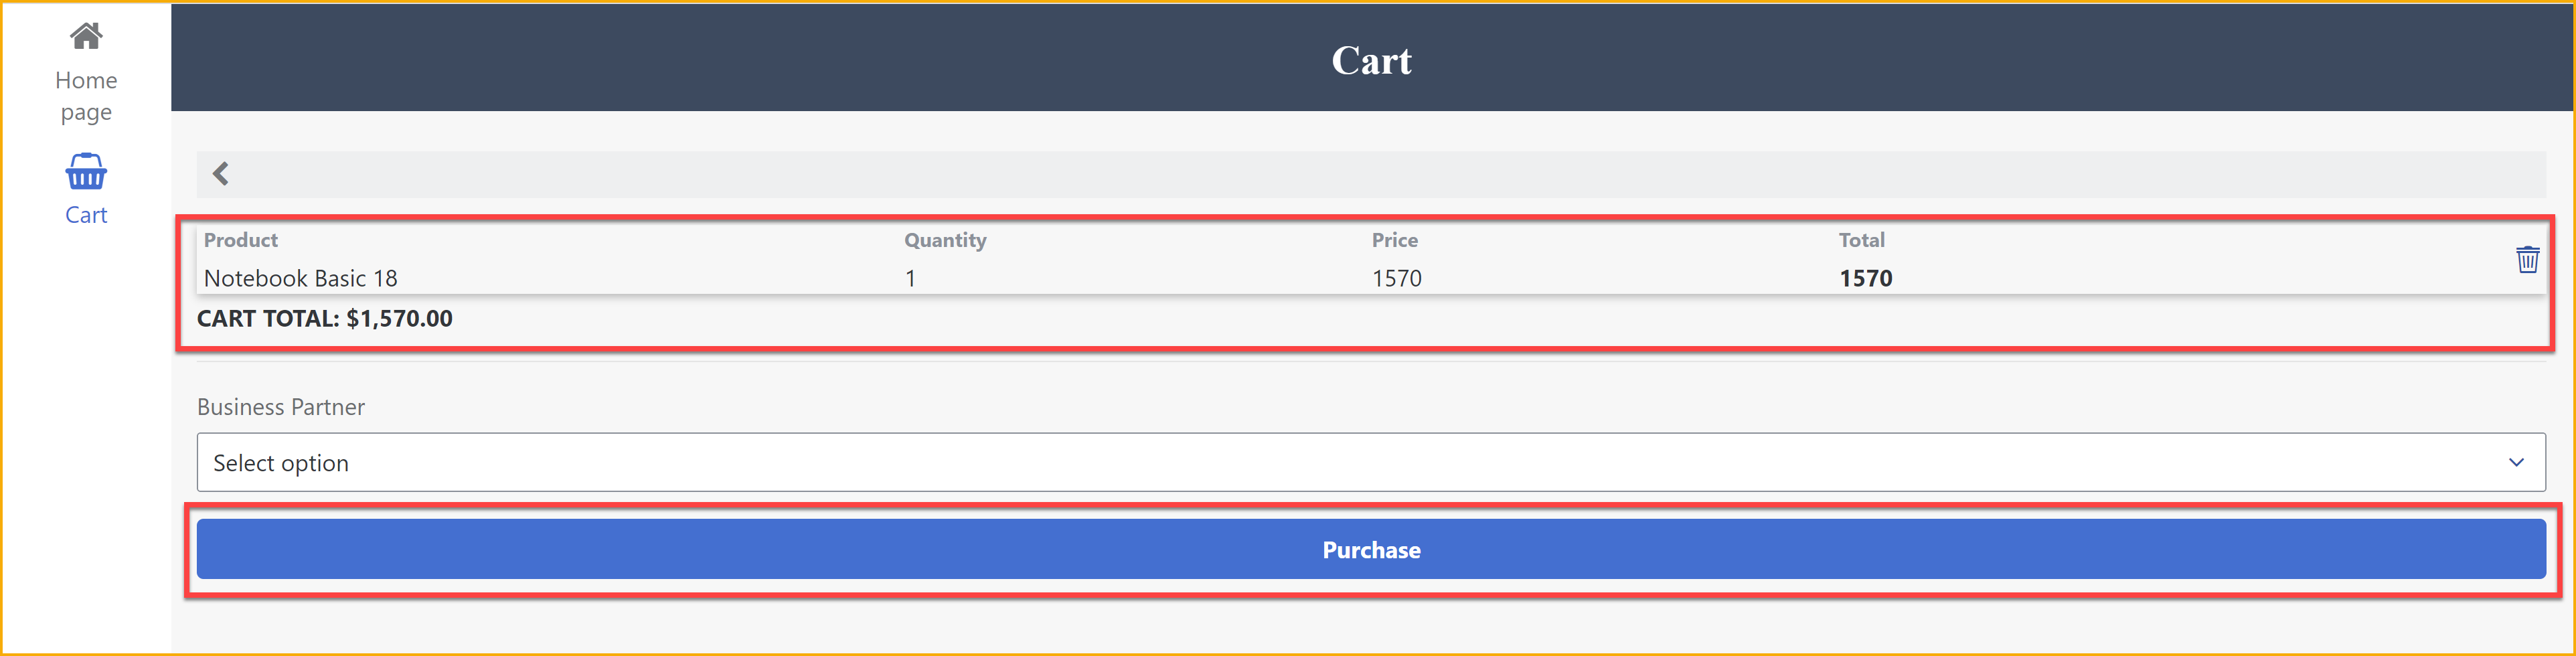 Home
page
Cart
Cart
Product Quantity Price Total
Notebook Basic 18 1 1570 1570
CART TOTAL: $1,570.00
Business Partner
Select option
Purchase